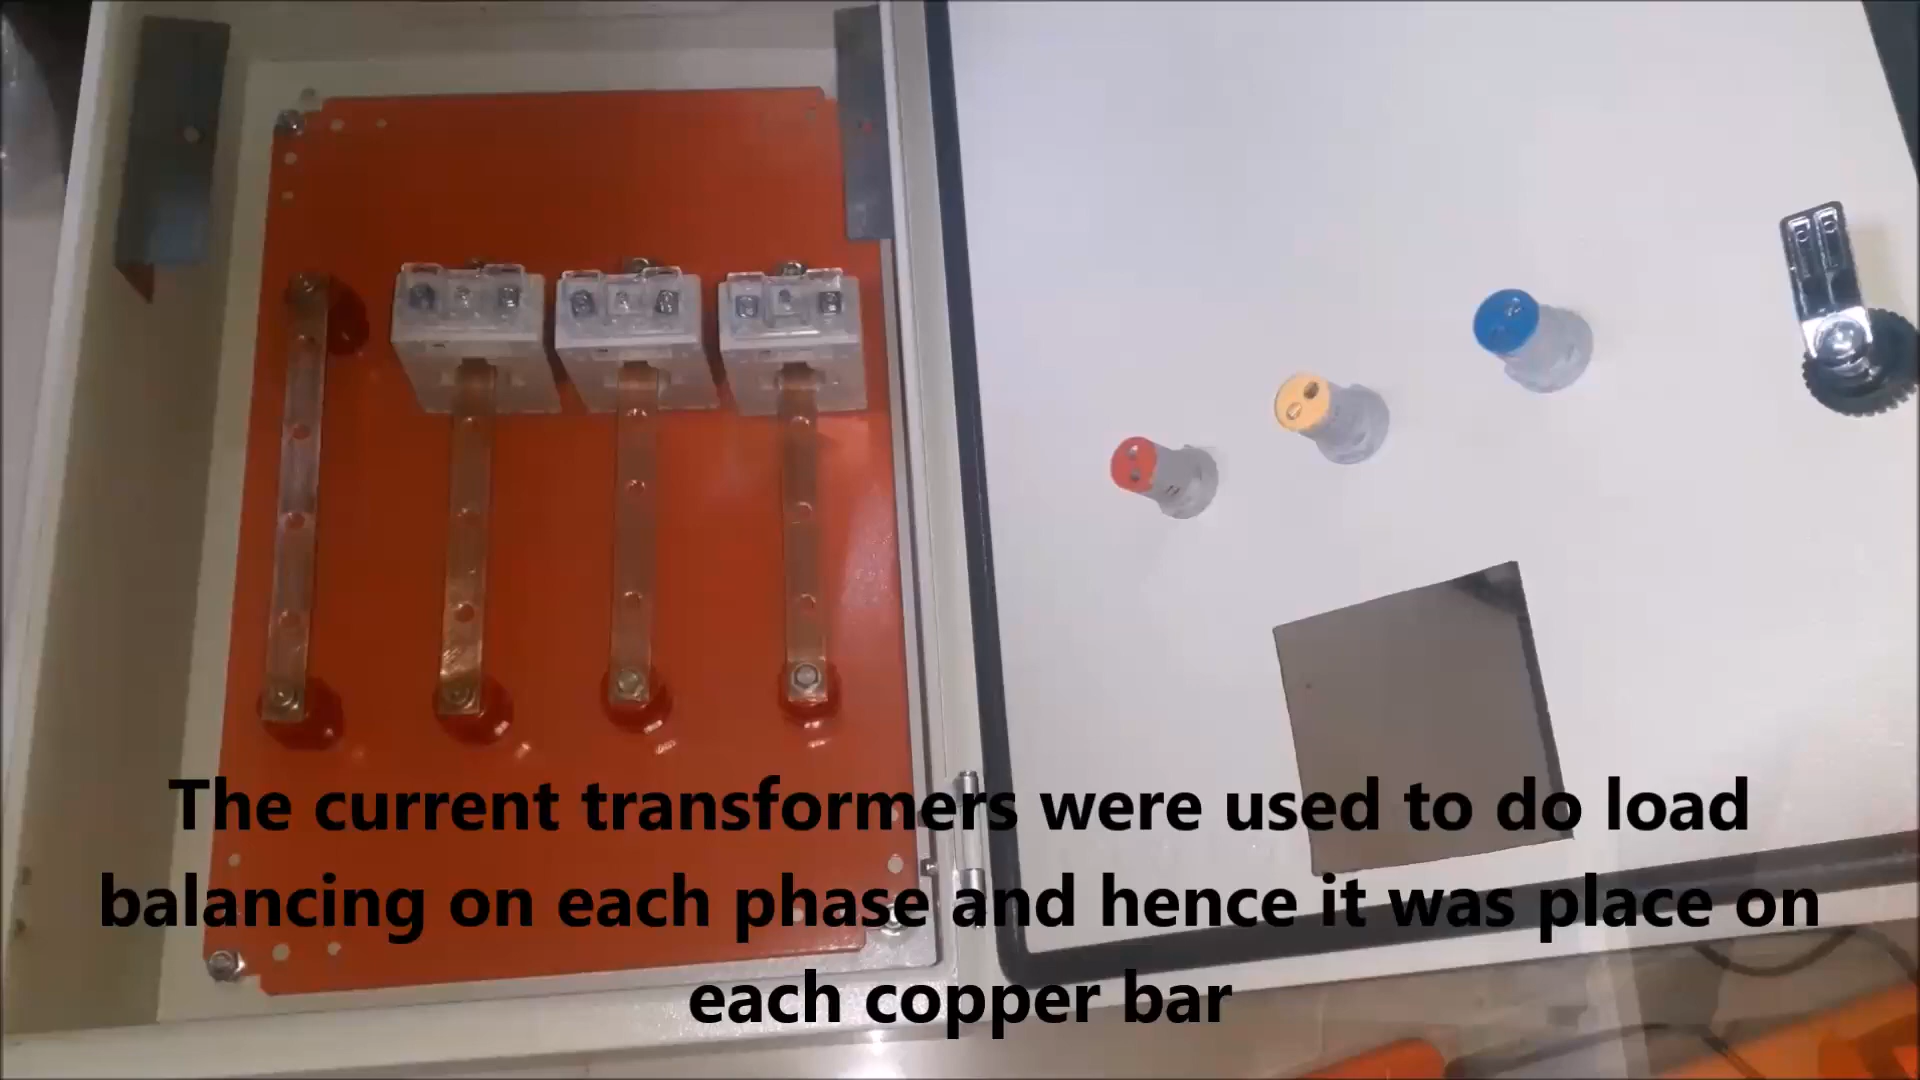 The current transformers were used to do load
balancing on each phase and hence it was place on
each copper bar